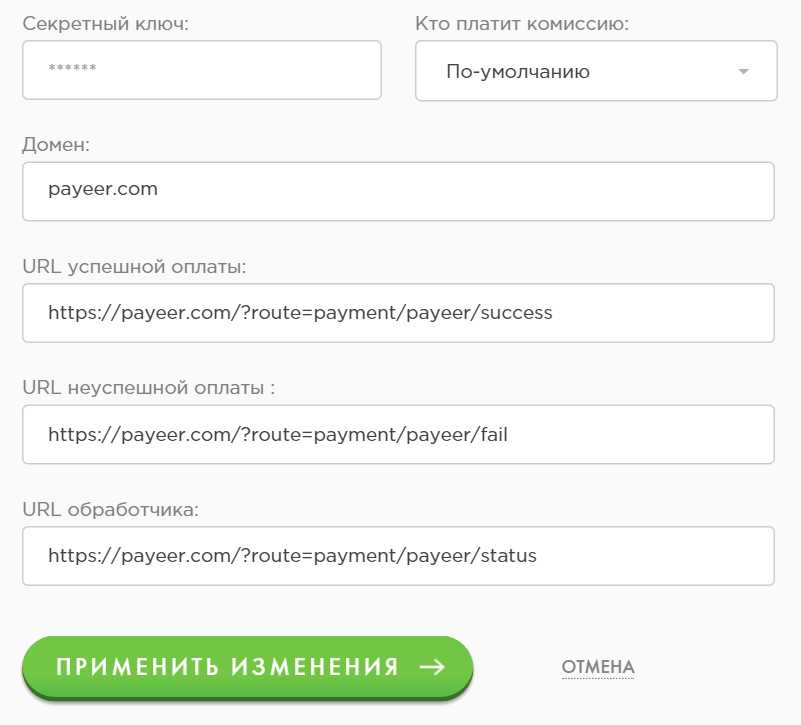 Секретный ключ:
Кто платит комиссию:
******
По-умолчанию
Домен:
payeer.com
URL успешной оплаты:
https://payeer.com/?route=payment/payeer/success
URL неуспешной оплаты :
https://payeer.com/?route=payment/payeer/fail
URL обработчика:
https://payeer.com/?route=payment/payeer/status
ПРИМЕНИТЬ ИЗМЕНЕНИЯ →
ОТМЕНА